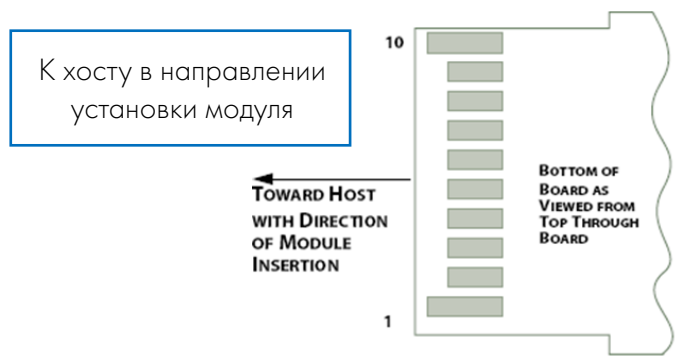 К хосту в направлении
установки модуля
10
TOWARD HOST
WITH DIRECTION
OF MODULE
INSERTION
BOTTOM OF
BOARD AS
VIEWED FROM
TOP THROUGH
BOARD
1